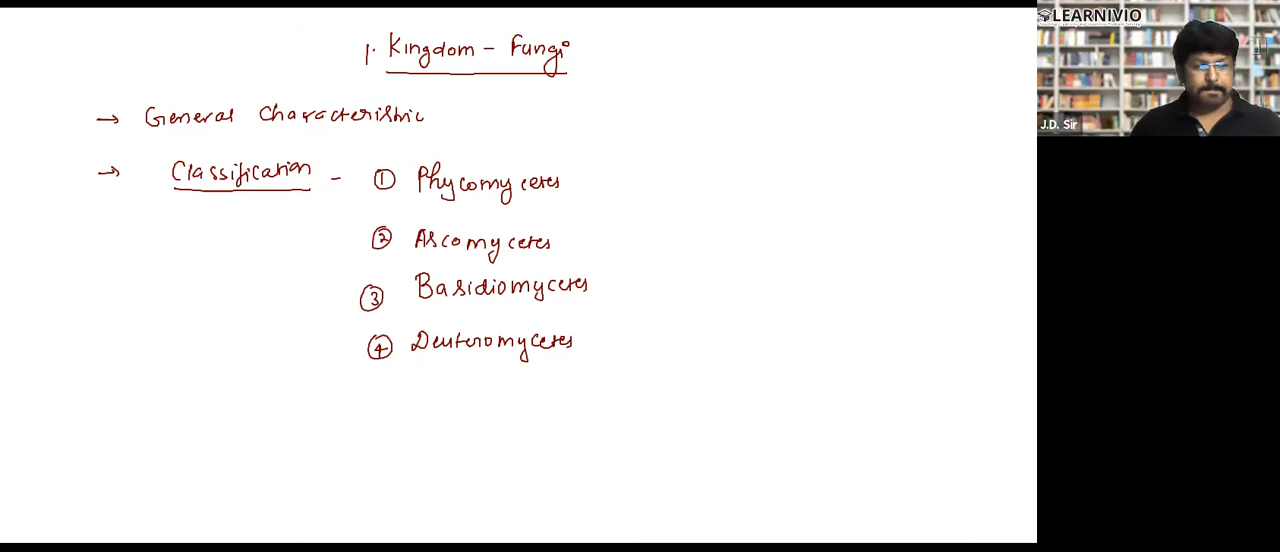 1. Kingdom - Fungi
→ General Characteristic
→ Classification - ① Phycomycetes
② Ascomycetes
③ Basidiomycetes
④ Deuteromycetes
LEARNIVIO
J.D. Sir